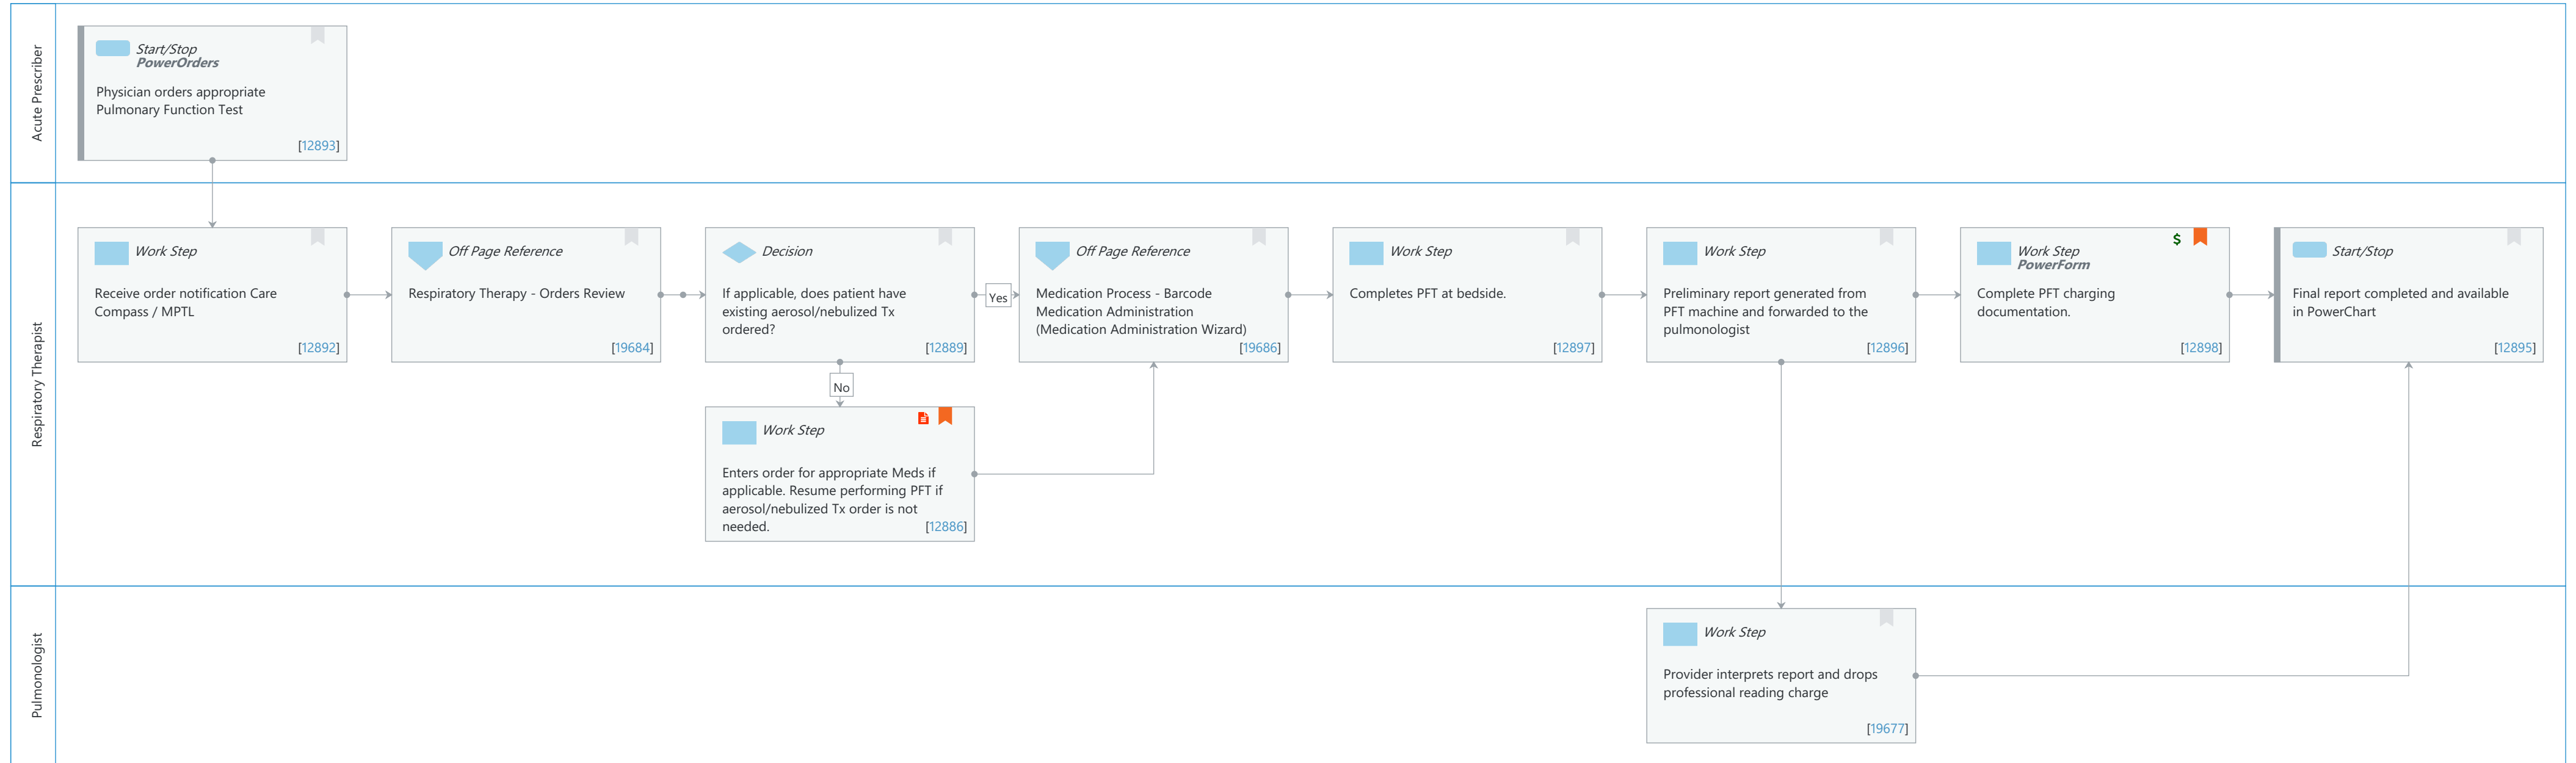 Acute Prescriber
Start/Stop
PowerOrders
Physician orders appropriate
Pulmonary Function Test
[12893]
Respiratory Therapist
Work Step
Receive order notification Care
Compass / MPTL
[12892]
Off Page Reference
Respiratory Therapy - Orders Review
[19684]
Decision
If applicable, does patient have
existing aerosol/nebulized Tx
ordered?
[12889]
Yes
No
Off Page Reference
Medication Process - Barcode
Medication Administration
(Medication Administration Wizard)
[19686]
Work Step
Completes PFT at bedside.
[12897]
Work Step
Preliminary report generated from
PFT machine and forwarded to the
pulmonologist
[12896]
$
Work Step
PowerForm
Complete PFT charging
documentation.
[12898]
Start/Stop
Final report completed and available
in PowerChart
[12895]
Work Step
Enters order for appropriate Meds if
applicable. Resume performing PFT if
aerosol/nebulized Tx order is not
needed.
[12886]
Pulmonologist
Work Step
Provider interprets report and drops
professional reading charge
[19677]